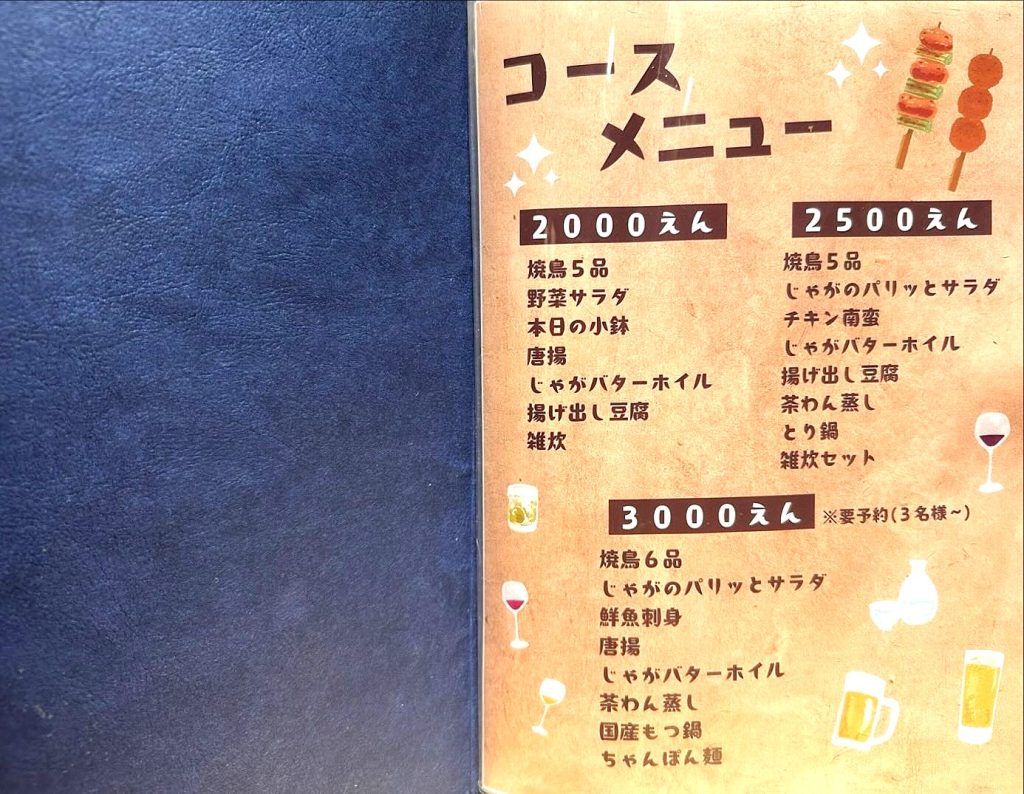 コース
メニュー
2000えん
焼鳥5品
野菜サラダ
本日の小鉢
唐揚
じゃがバターホイル
揚げ出し豆腐
雑炊
2500えん
焼鳥5品
じゃがのパリッとサラダ
チキン南蛮
じゃがバターホイル
揚げ出し豆腐
茶わん蒸し
とり鍋
雑炊セット
3000えん ※要予約(3名様~)
焼鳥6品
じゃがのパリッとサラダ
鮮魚刺身
唐揚
じゃがバターホイル
茶わん蒸し
国産もつ鍋
ちゃんぽん麺